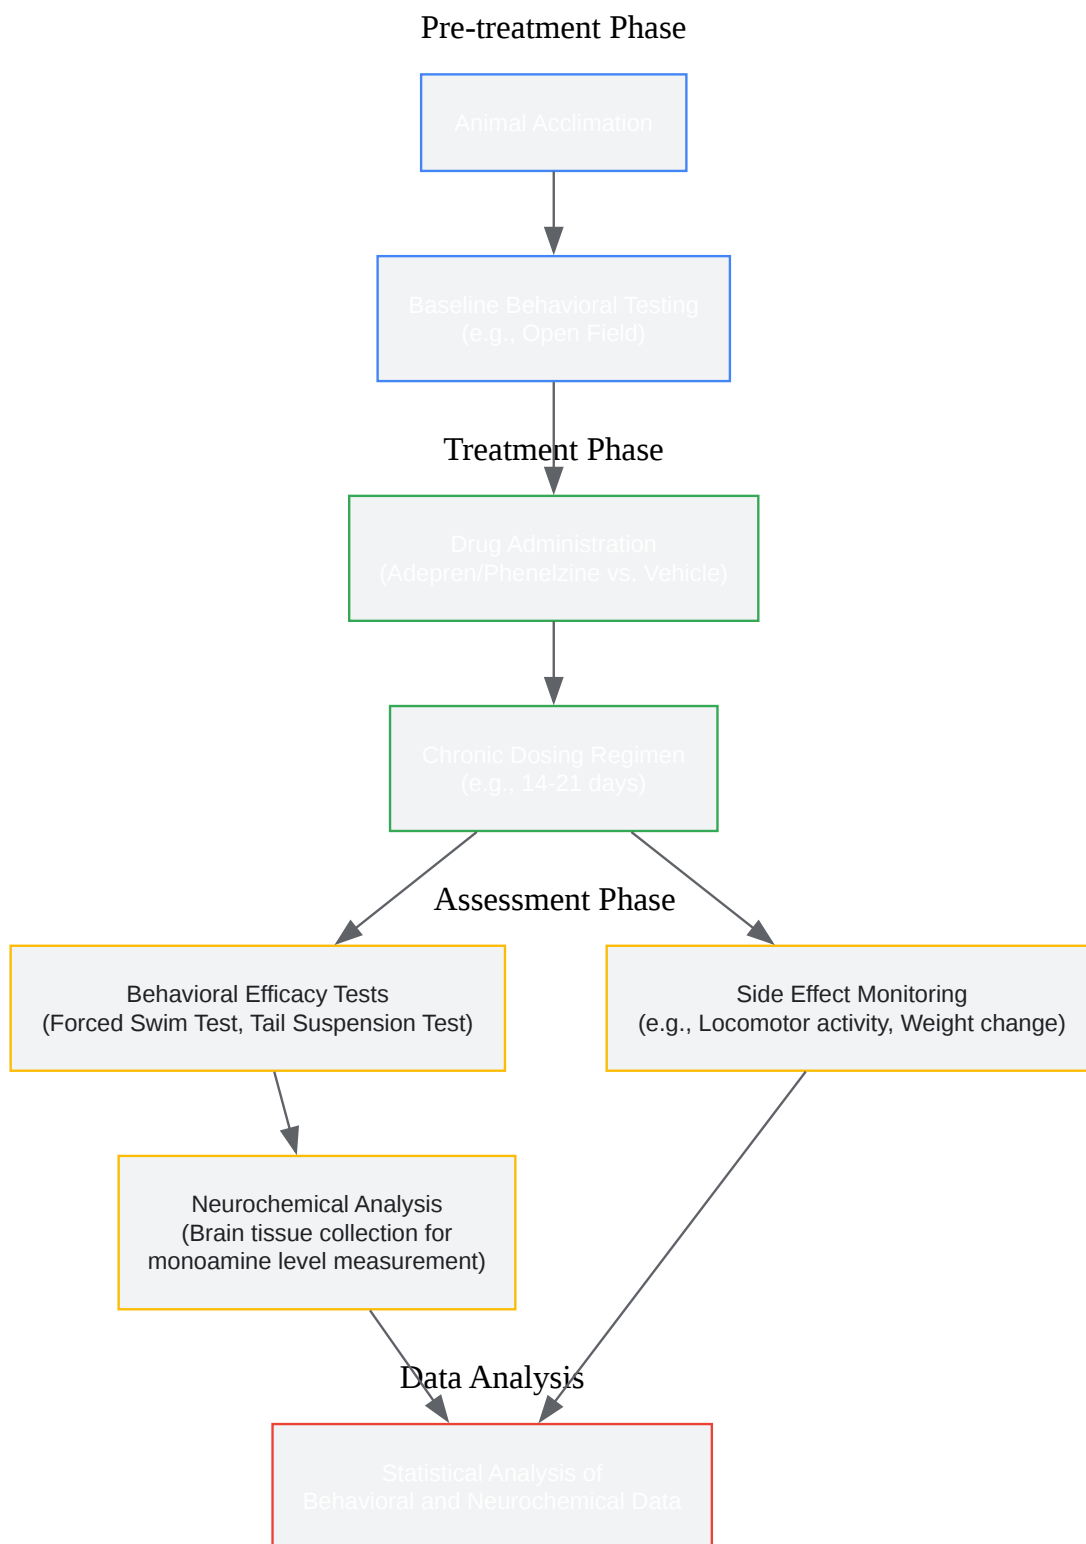 Pre-treatment Phase
Animal Acclimation
Baseline Behavioral Testing
(e.g., Open Field)
Treatment Phase
Drug Administration
(Adepren/Phenelzine vs. Vehicle)
Chronic Dosing Regimen
(e.g., 14-21 days)
Assessment Phase
Behavioral Efficacy Tests
(Forced Swim Test, Tail Suspension Test)
Side Effect Monitoring
(e.g., Locomotor activity, Weight change)
Neurochemical Analysis
(Brain tissue collection for
monoamine level measurement)
Data Analysis
Statistical Analysis of
Behavioral and Neurochemical Data